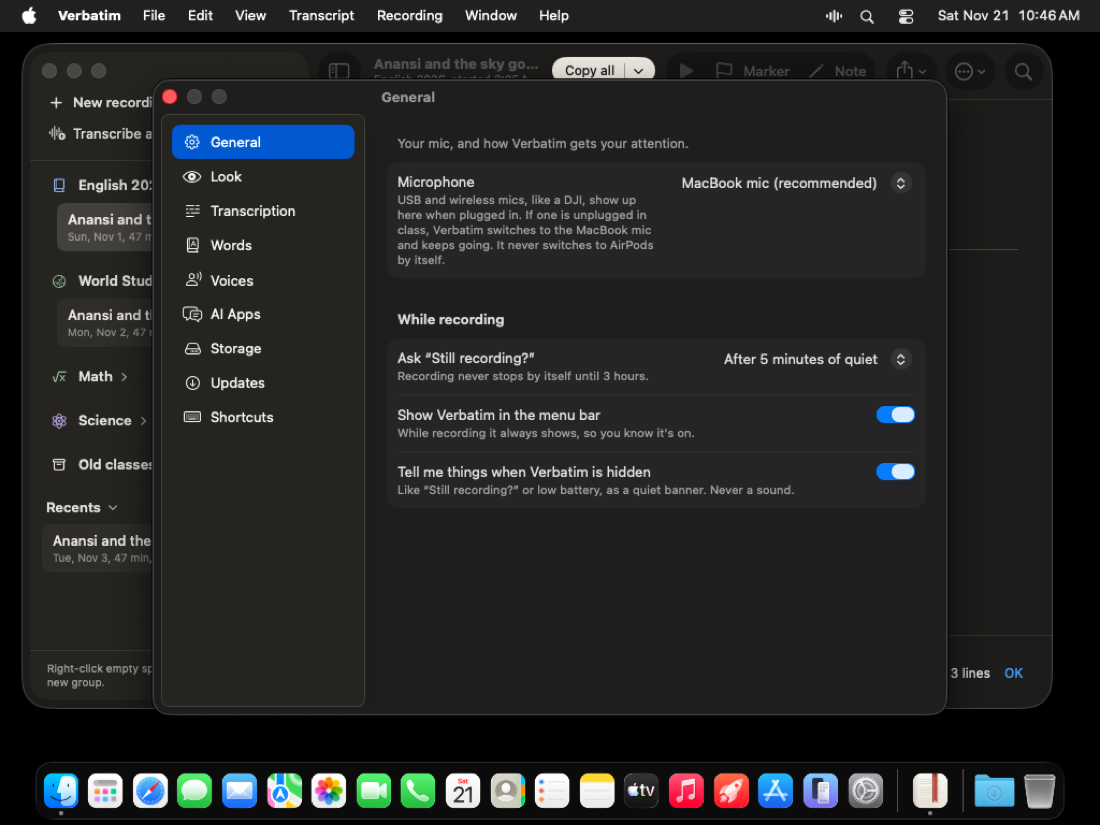 Verbatim File Edit View Transcript Recording Window Help Sat Nov 21 10:46 AM
Anansi and the sky go...
Copy all
Marker
Note
New recordi
Transcribe a
English 202
Anansi and t
Sun, Nov 1, 47 m
World Stud
Anansi and t
Mon, Nov 2, 47
Math
Science
Old classes
Recents
Anansi and the
Tue, Nov 3, 47 min,
Right-click empty sp
new group.
General
Look
Transcription
Words
Voices
AI Apps
Storage
Updates
Shortcuts
General
Your mic, and how Verbatim gets your attention.
Microphone
MacBook mic (recommended)
USB and wireless mics, like a DJI, show up
here when plugged in. If one is unplugged in
class, Verbatim switches to the MacBook mic
and keeps going. It never switches to AirPods
by itself.
While recording
Ask “Still recording?”
After 5 minutes of quiet
Recording never stops by itself until 3 hours.
Show Verbatim in the menu bar
While recording it always shows, so you know it's on.
Tell me things when Verbatim is hidden
Like “Still recording?” or low battery, as a quiet banner. Never a sound.
3 lines
OK
Sat
21
tv